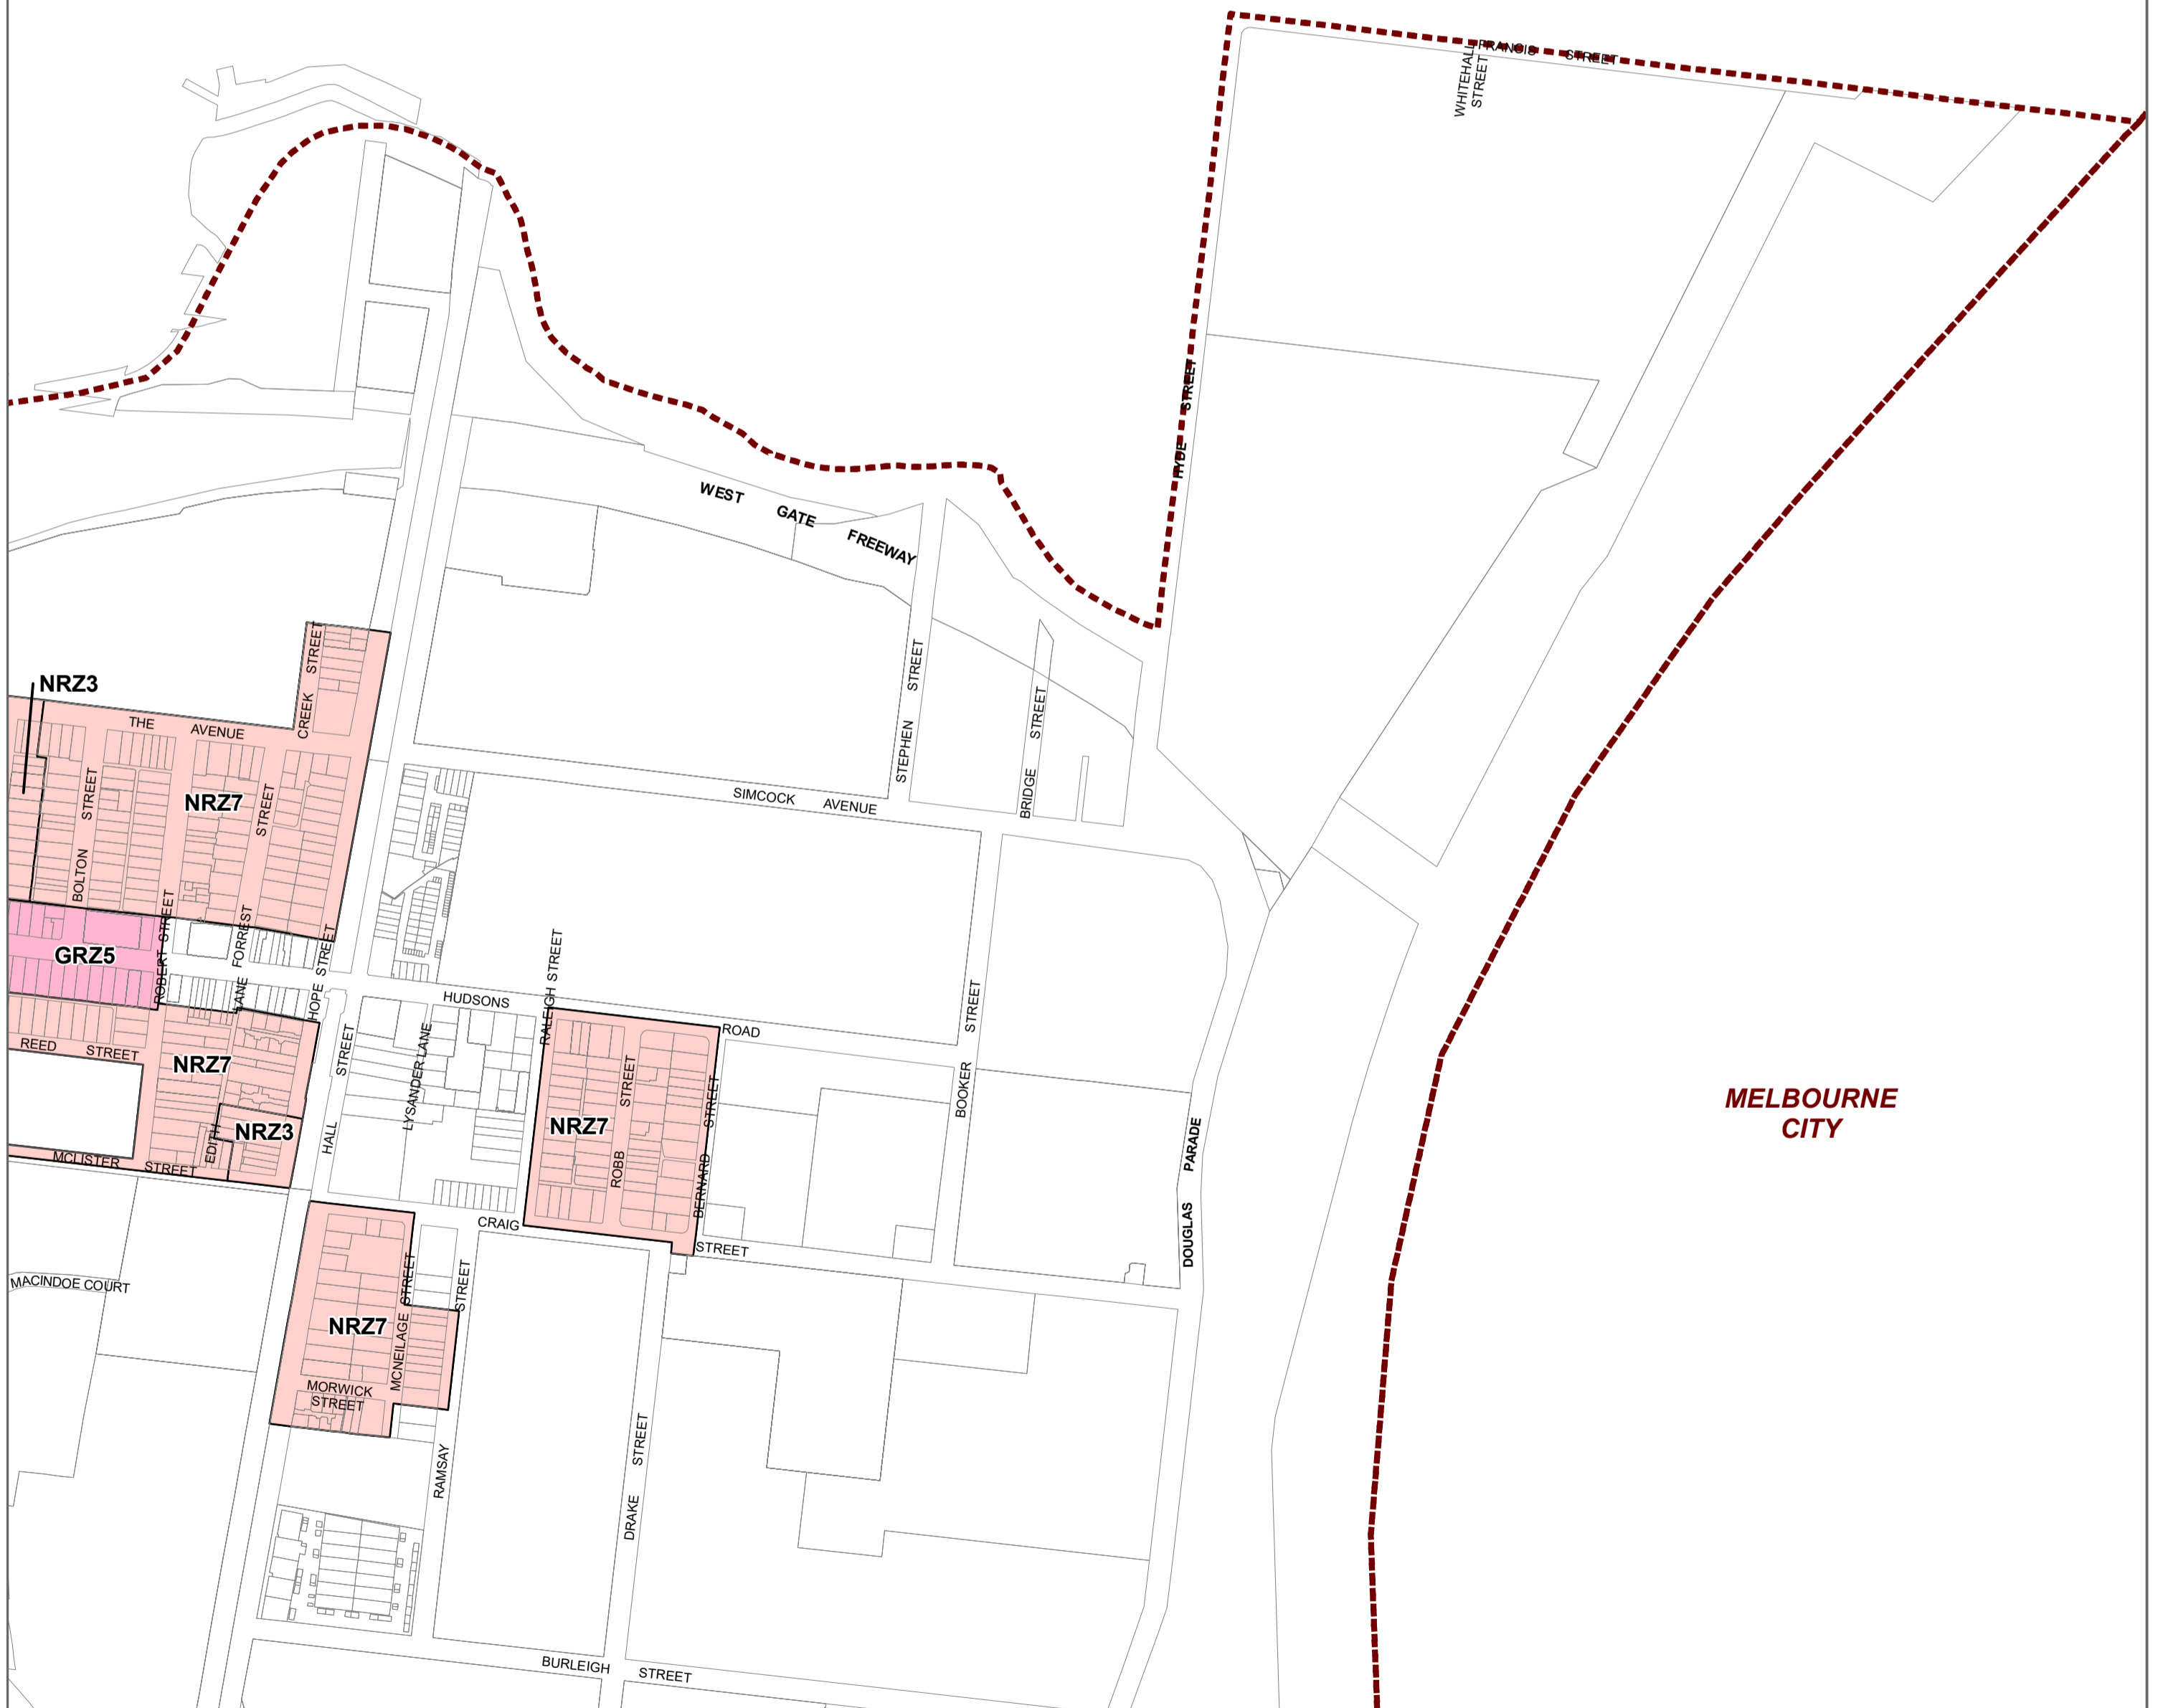 FRANCIS STREET
WHITEHALL
STREET
HYDE STREET
WEST GATE FREEWAY
CREEK STREET
NRZ3
THE AVENUE
STEPHEN STREET
BRIDGE STREET
NRZ7
BOLTON STREET
STREET
SIMCOCK AVENUE
GRZ5
ROBERT STREET
LANE FORREST
HOPE STREET
RALEIGH STREET
HUDSONS ROAD
REED STREET
NRZ7
HALL STREET
LYSANDER LANE
NRZ7
ROBB STREET
BERNARD STREET
BOOKER STREET
DOUGLAS PARADE
MELBOURNE
CITY
NRZ3
EDITH
MCLISTER STREET
CRAIG STREET
MACINDOE COURT
NRZ7
MCNEILAGE STREET
RAMSAY STREET
MORWICK
STREET
DRAKE STREET
BURLEIGH STREET